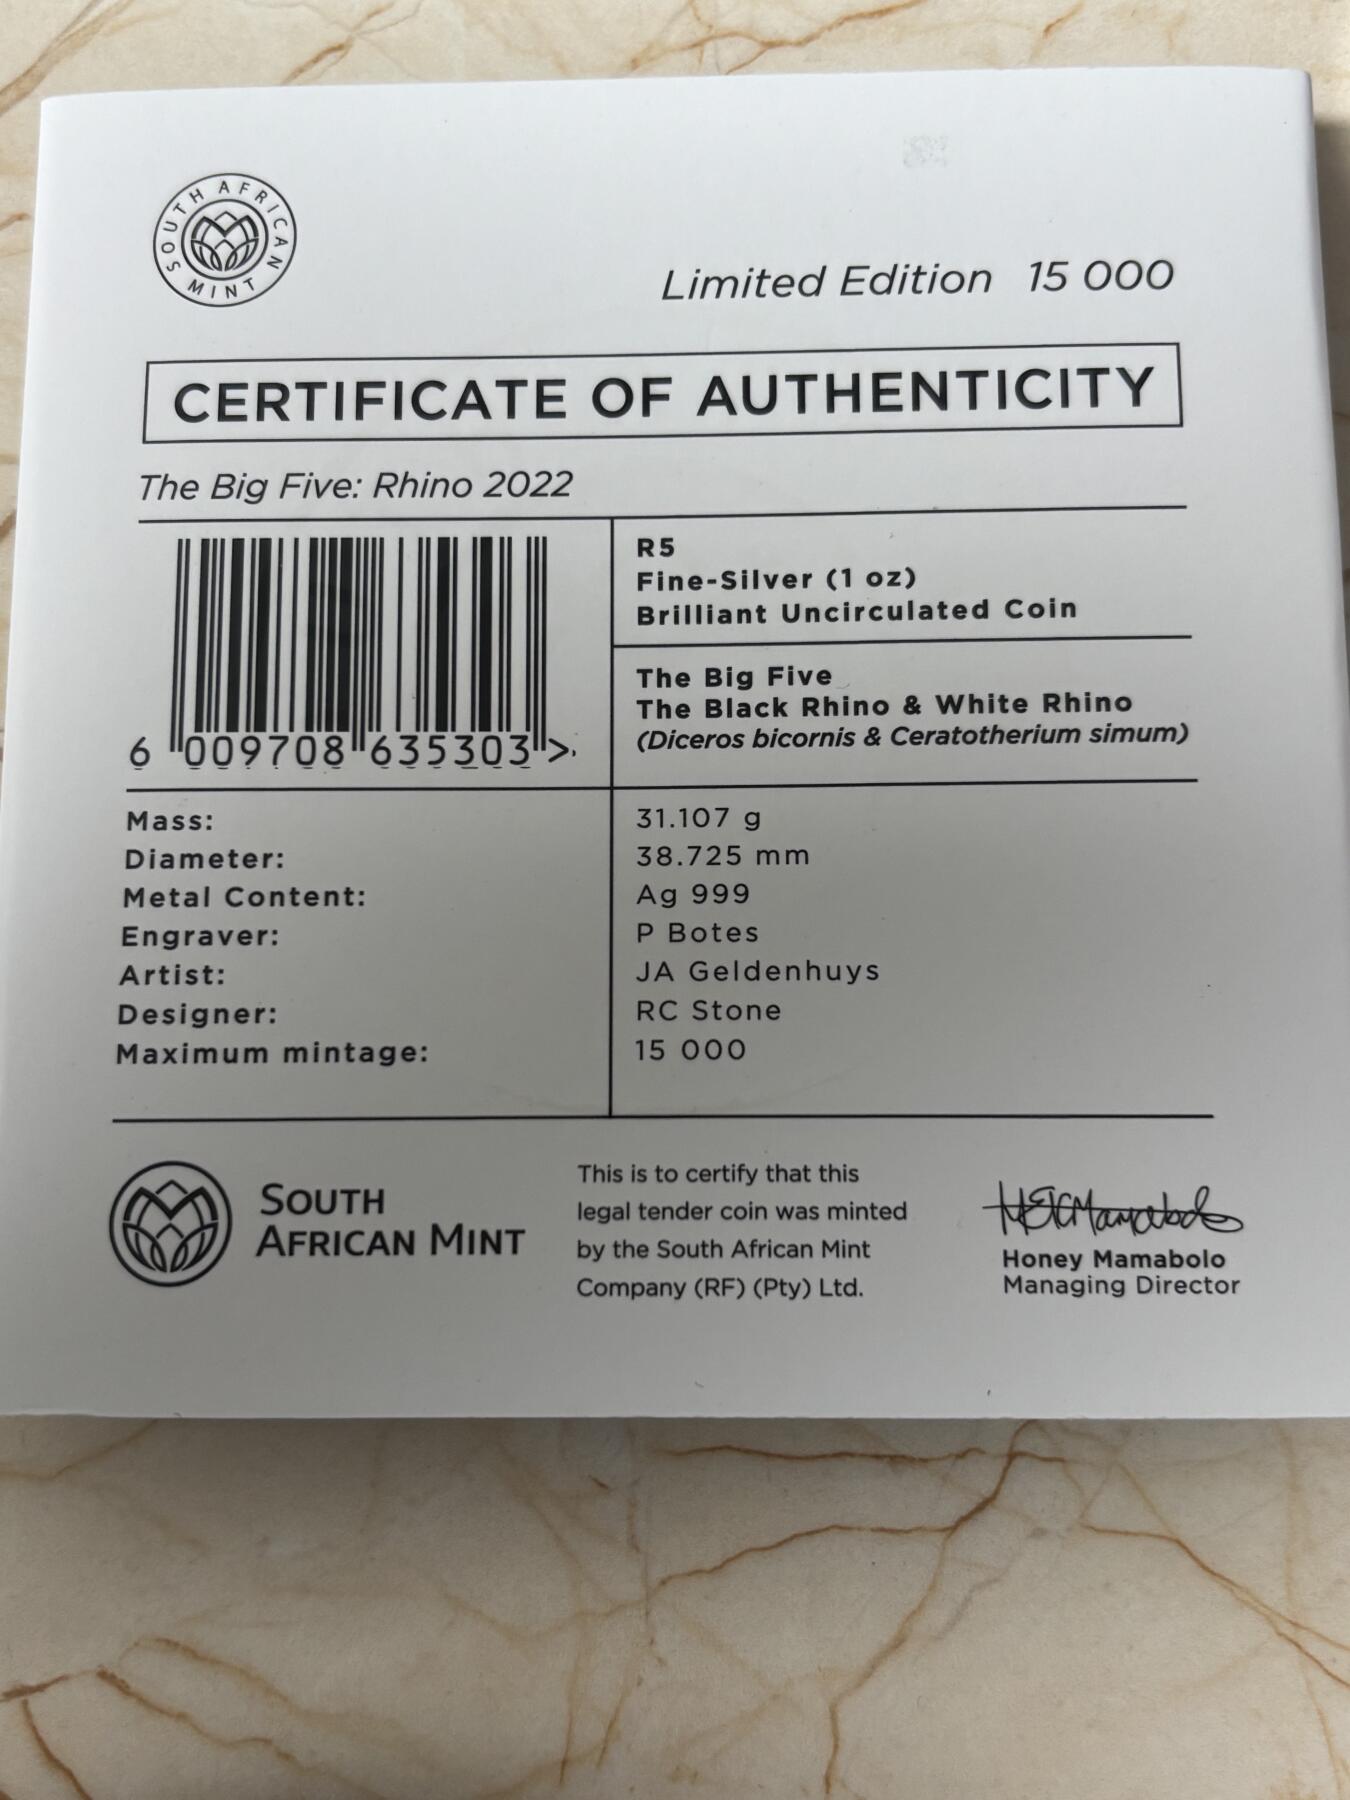 SOUTH AFRICAN MINT
Limited Edition 15 000
CERTIFICATE OF AUTHENTICITY
The Big Five: Rhino 2022
6 009708 635303 >
R5
Fine-Silver (1 oz)
Brilliant Uncirculated Coin
The Big Five
The Black Rhino & White Rhino
(Diceros bicornis & Ceratotherium simum)
Mass: 31.107 g
Diameter: 38.725 mm
Metal Content: Ag 999
Engraver: P Botes
Artist: JA Geldenhuys
Designer: RC Stone
Maximum mintage: 15 000
SOUTH
AFRICAN MINT
This is to certify that this
legal tender coin was minted
by the South African Mint
Company (RF) (Pty) Ltd.
Honey Mamabolo
Managing Director